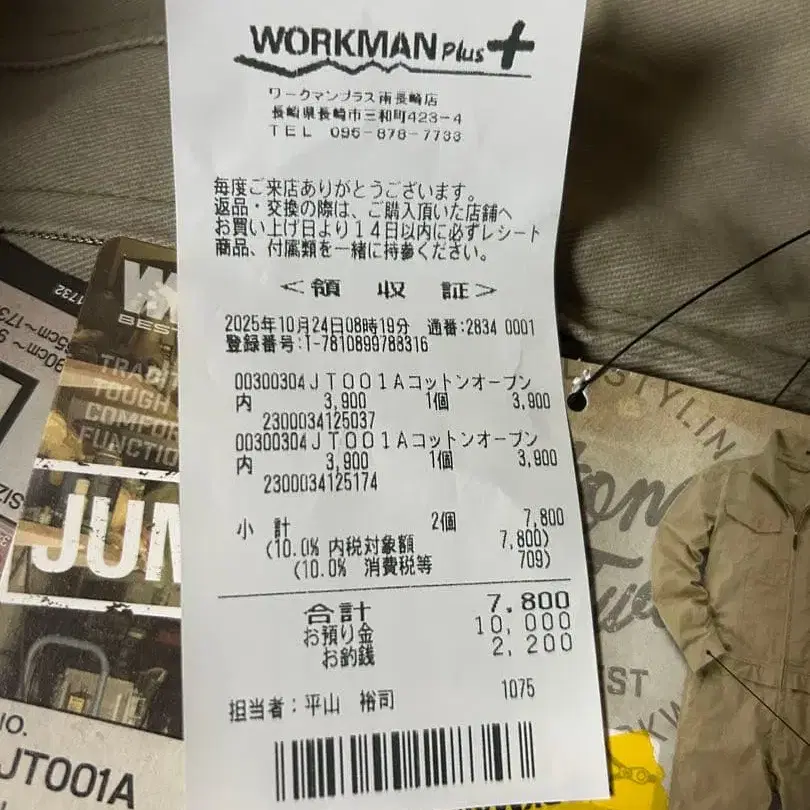 WORKMAN Plus+
ワークマンプラス南長崎店
長崎県長崎市三和町423-4
TEL 095-878-7733
毎度ご来店ありがとうございます。
返品・交換の際は、ご購入頂いた店舗へ
お買い上げ日より14日以内に必ずレシート
商品、付属類を一緒に持参ください。
<領 収 証>
2025年10月24日08時19分 通番:2834 0001
登録番号:T-7810899788316
00300304JT001Aコットンオープン
内 3,900 1個 3,900
2300034125037
00300304JT001Aコットンオープン
内 3,900 1個 3,900
2300034125174
小 計 2個 7,800
(10.0% 内税対象額 7,800)
(10.0% 消費税等 709)
合計 7,800
お預り金 10,000
お釣銭 2,200
担当者:平山 裕司 1075
1732
BEST
TOUGH
FUNCTIO
JUM
JT001A
STYLIN